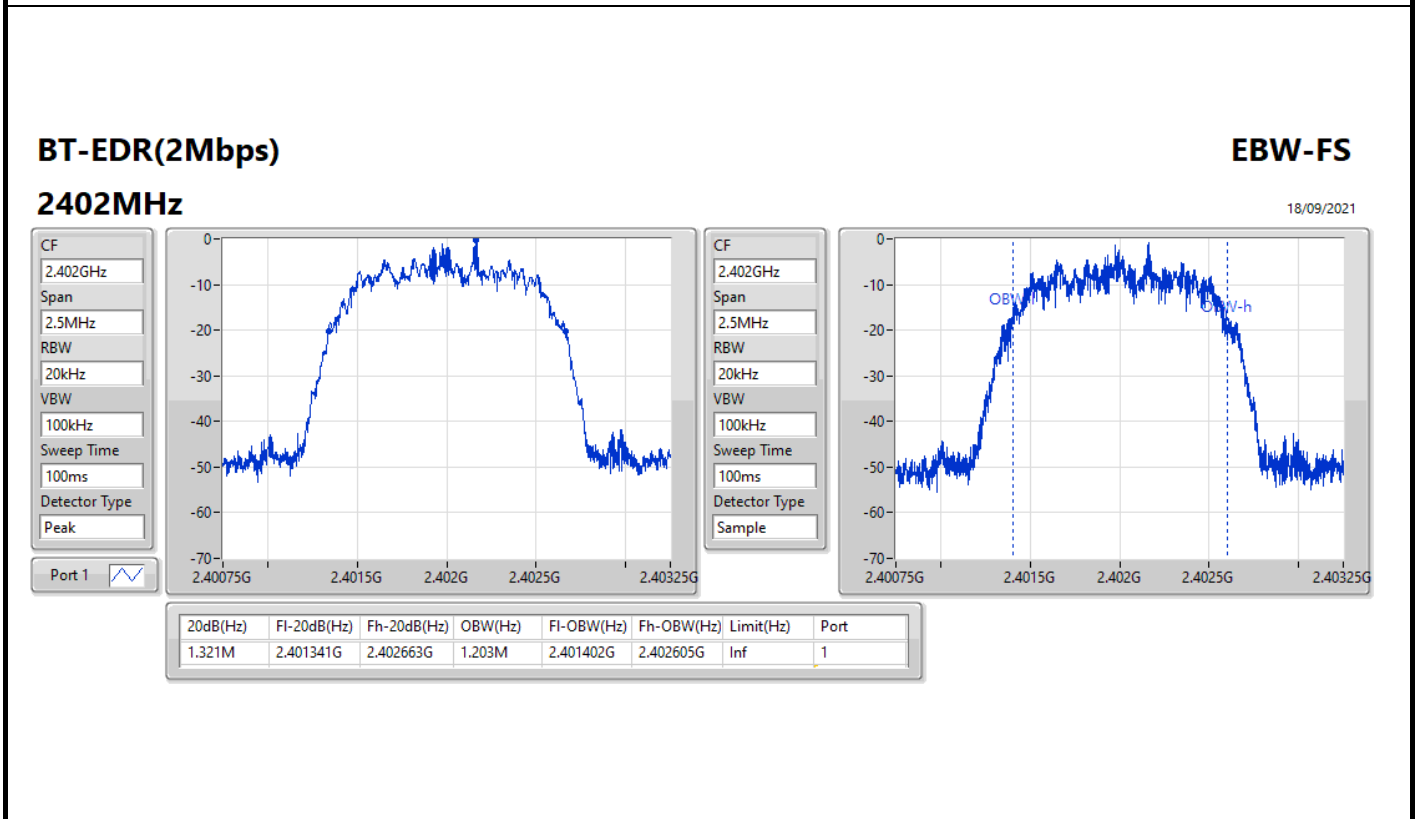 BT-EDR(2Mbps)
EBW-FS
2402MHz
18/09/2021
CF
2.402GHz
Span
2.5MHz
RBW
20kHz
VBW
100kHz
Sweep Time
100ms
Detector Type
Peak
Port 1
0
-10
-20
-30
-40
-50
-60
-70
2.40075G 2.4015G 2.402G 2.4025G 2.40325G
CF
2.402GHz
Span
2.5MHz
RBW
20kHz
VBW
100kHz
Sweep Time
100ms
Detector Type
Sample
0
-10
-20
-30
-40
-50
-60
-70
OBW-h
2.40075G 2.4015G 2.402G 2.4025G 2.40325G
20dB(Hz) Fl-20dB(Hz) Fh-20dB(Hz) OBW(Hz) Fl-OBW(Hz) Fh-OBW(Hz) Limit(Hz) Port
1.321M 2.401341G 2.402663G 1.203M 2.401402G 2.402605G Inf 1